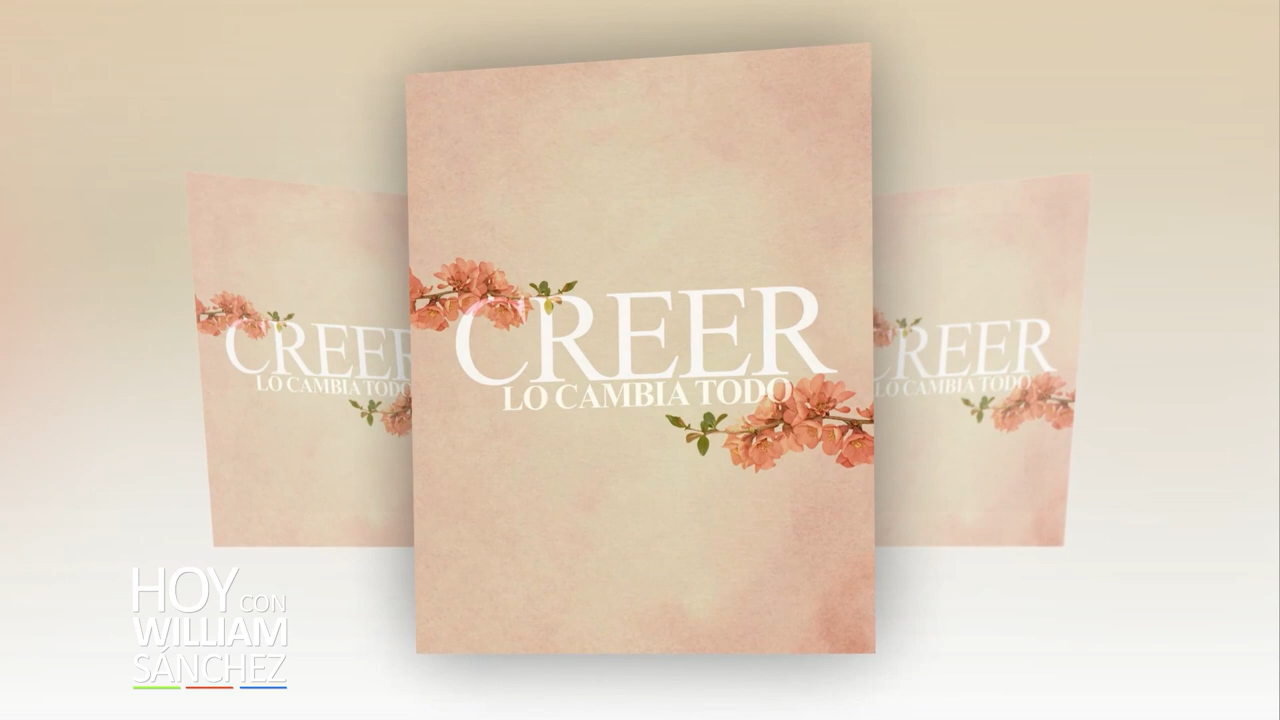 CREER
LO CAMBIA TODO
CREER
LO CAMBIA TODO
CREER
LO CAMBIA TODO
HOY CON
WILLIAM
SÁNCHEZ